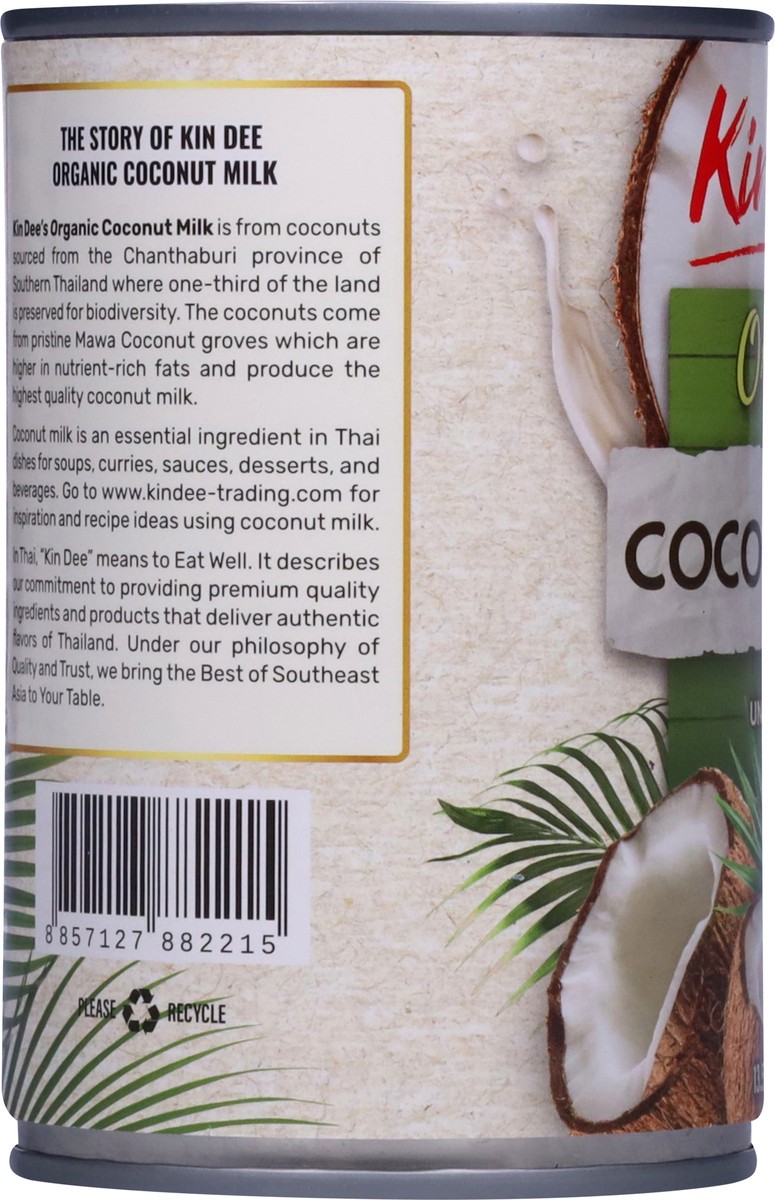 THE STORY OF KIN DEE
ORGANIC COCONUT MILK
Kin Dee's Organic Coconut Milk is from coconuts
sourced from the Chanthaburi province of
Southern Thailand where one-third of the land
is preserved for biodiversity. The coconuts come
from pristine Mawa Coconut groves which are
higher in nutrient-rich fats and produce the
highest quality coconut milk.
Coconut milk is an essential ingredient in Thai
dishes for soups, curries, sauces, desserts, and
beverages. Go to www.kindee-trading.com for
inspiration and recipe ideas using coconut milk.
In Thai, "Kin Dee" means to Eat Well. It describes
our commitment to providing premium quality
ingredients and products that deliver authentic
flavors of Thailand. Under our philosophy of
Quality and Trust, we bring the Best of Southeast
Asia to Your Table.
8 857127 882215
PLEASE RECYCLE
Kin
COCO
UN